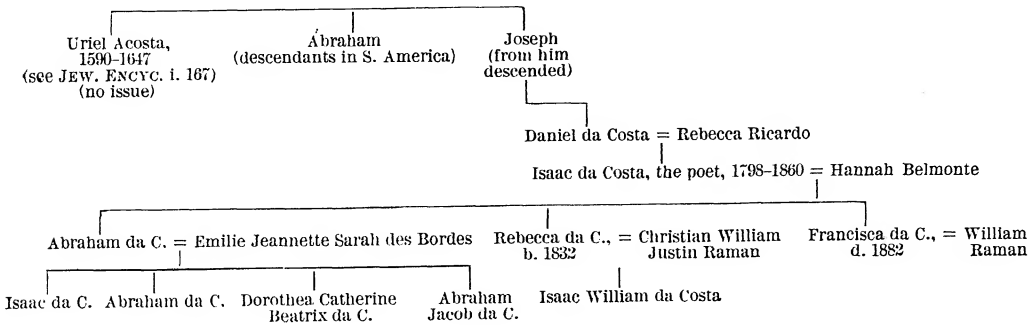 Uriel Acosta,
1590–1647
(see JEW. ENCYC. i. 167)
(no issue)
Abraham
(descendants in S. America)
Joseph
(from him
descended)
Daniel da Costa = Rebecca Ricardo
Isaac da Costa, the poet, 1798–1860 = Hannah Belmonte
Abraham da C. = Emilie Jeannette Sarah des Bordes
Rebecca da C., = Christian William
b. 1832 Justin Raman
Francisca da C., = William
d. 1882 Raman
Isaac da C.
Abraham da C.
Dorothea Catherine
Beatrix da C.
Abraham
Jacob da C.
Isaac William da Costa